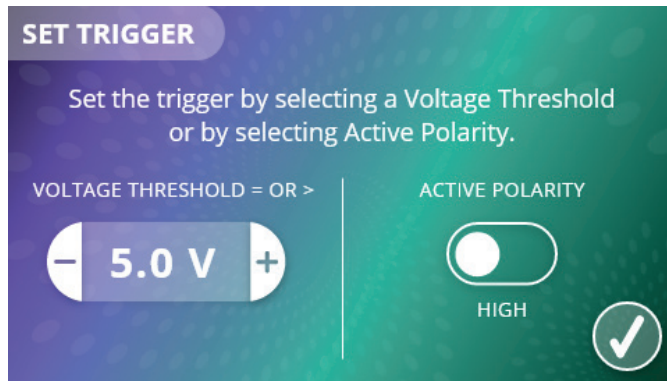 SET TRIGGER
Set the trigger by selecting a Voltage Threshold
or by selecting Active Polarity.
VOLTAGE THRESHOLD = OR >
− 5.0 V +
ACTIVE POLARITY
HIGH